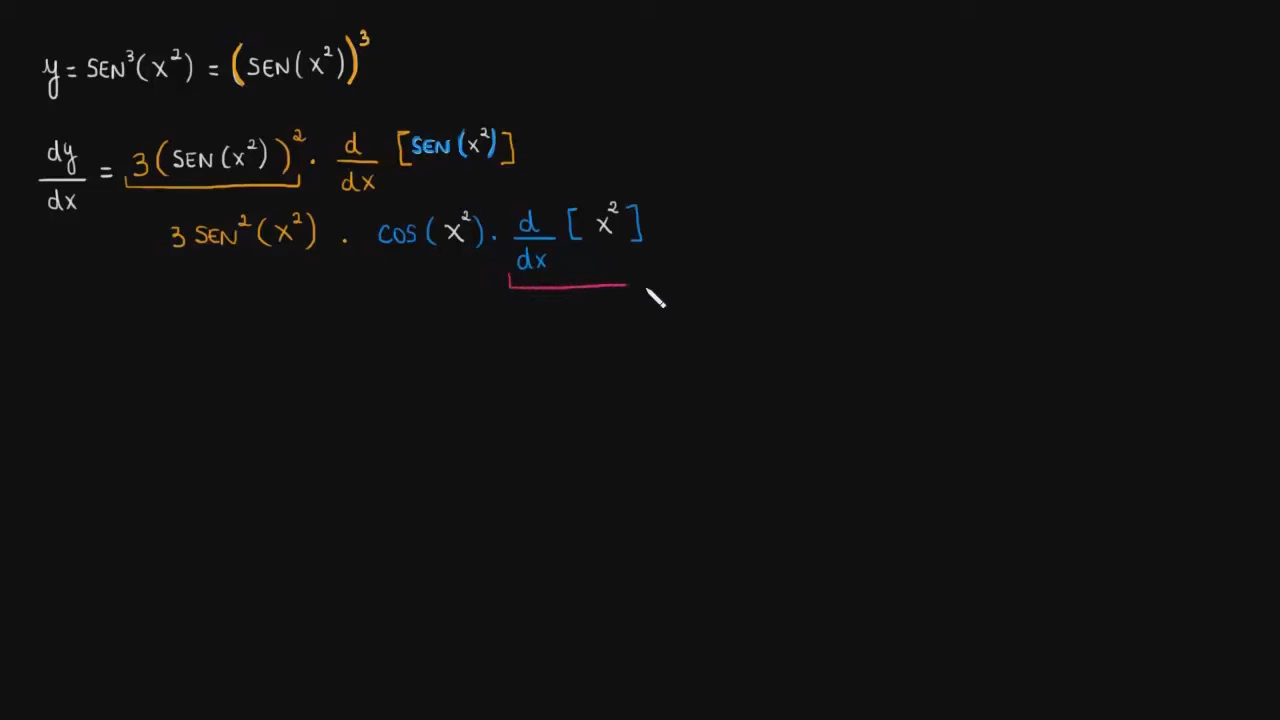 y = SEN³(x²) = (SEN(x²))³
dy/dx = 3(SEN(x²))² · d/dx [SEN(x²)]
3 SEN²(x²) · COS(x²) · d/dx [x²]